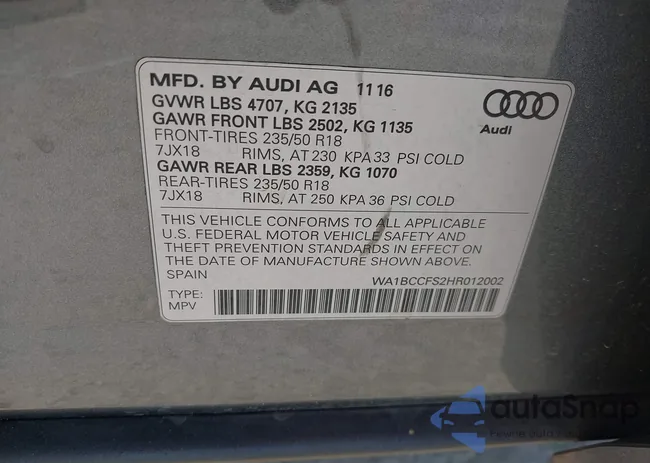 MFD. BY AUDI AG 11 16
GVWR LBS 4707, KG 2135
GAWR FRONT LBS 2502, KG 1135
FRONT-TIRES 235/50 R18
7JX18 RIMS, AT 230 KPA 33 PSI COLD
GAWR REAR LBS 2359, KG 1070
REAR-TIRES 235/50 R18
7JX18 RIMS, AT 250 KPA 36 PSI COLD
Audi
THIS VEHICLE CONFORMS TO ALL APPLICABLE
U.S. FEDERAL MOTOR VEHICLE SAFETY AND
THEFT PREVENTION STANDARDS IN EFFECT ON
THE DATE OF MANUFACTURE SHOWN ABOVE.
SPAIN WA1BCCFS2HR012002
TYPE:
MPV
autoSnap